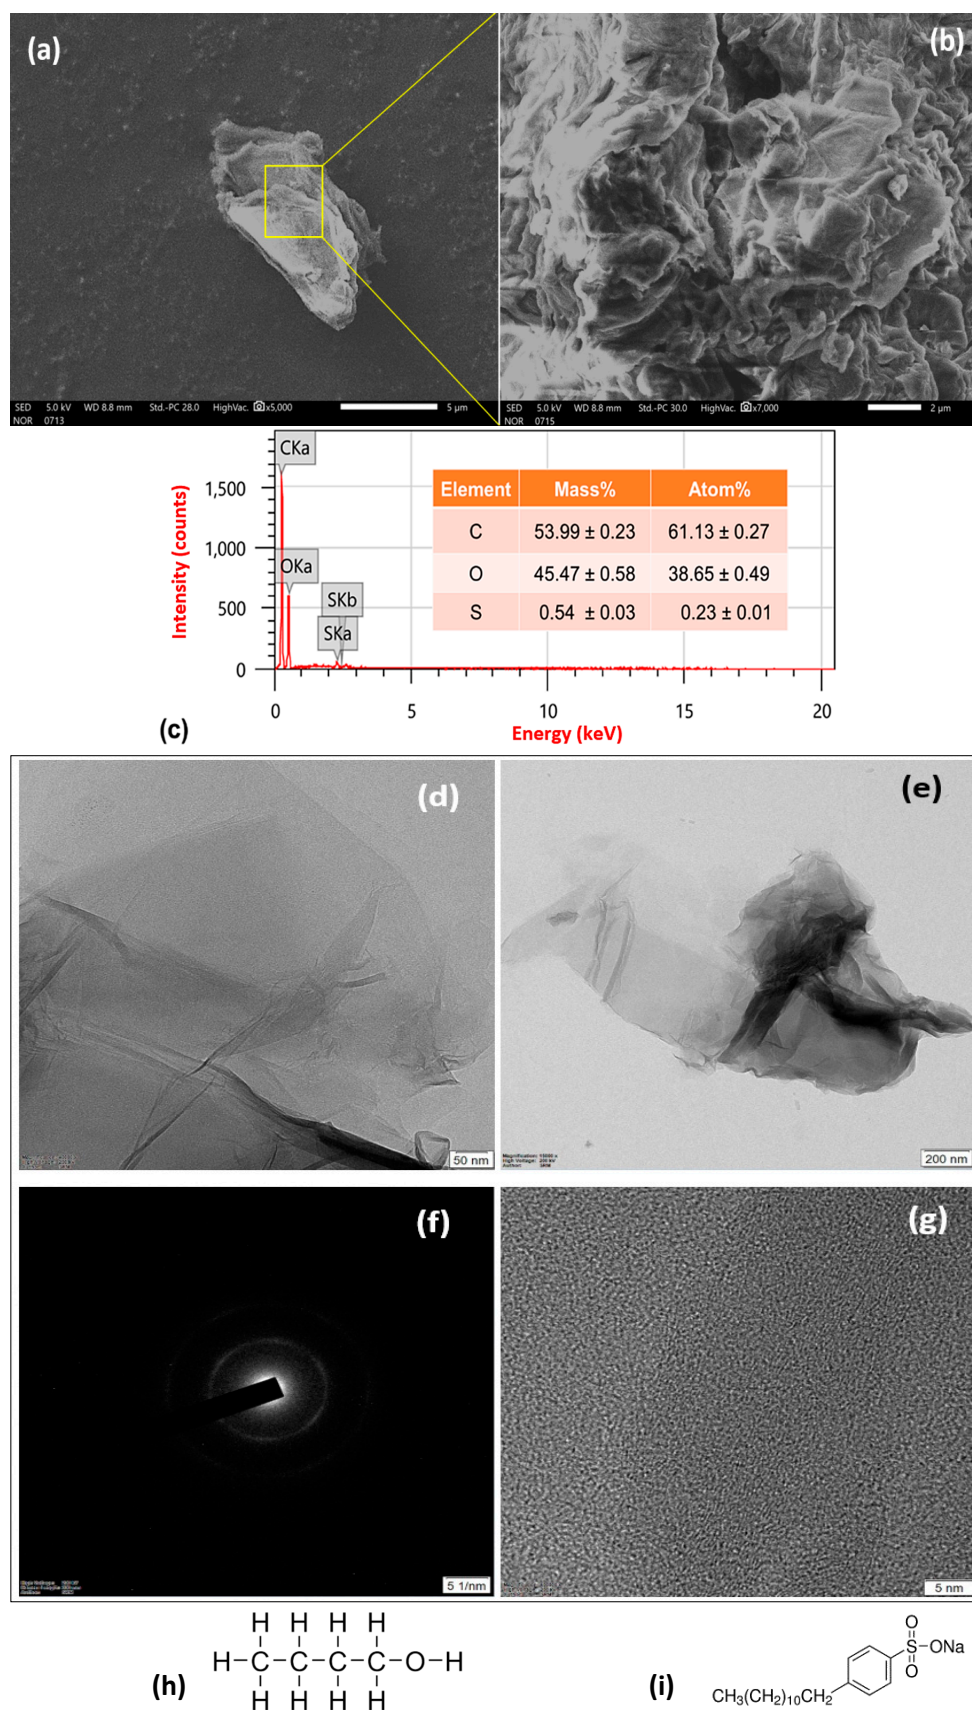 (a)
(b)
SED 5.0 kV WD 8.8 mm Std.-PC 28.0 HighVac. x5,000 5 µm
NOR 0713
SED 5.0 kV WD 8.8 mm Std.-PC 30.0 HighVac. x7,000 2 µm
NOR 0715
CKa
OKa
SKb
SKa
Intensity (counts)
1,500
1,000
500
0
Element Mass% Atom%
C 53.99 ± 0.23 61.13 ± 0.27
O 45.47 ± 0.58 38.65 ± 0.49
S 0.54 ± 0.03 0.23 ± 0.01
0 5 10 15 20
Energy (keV)
(c)
(d)
50 nm
(e)
200 nm
(f)
5 1/nm
(g)
5 nm
H H H H
H C C C C O H
H H H H
(h)
O
S ONa
O
CH3(CH2)10CH2
(i)